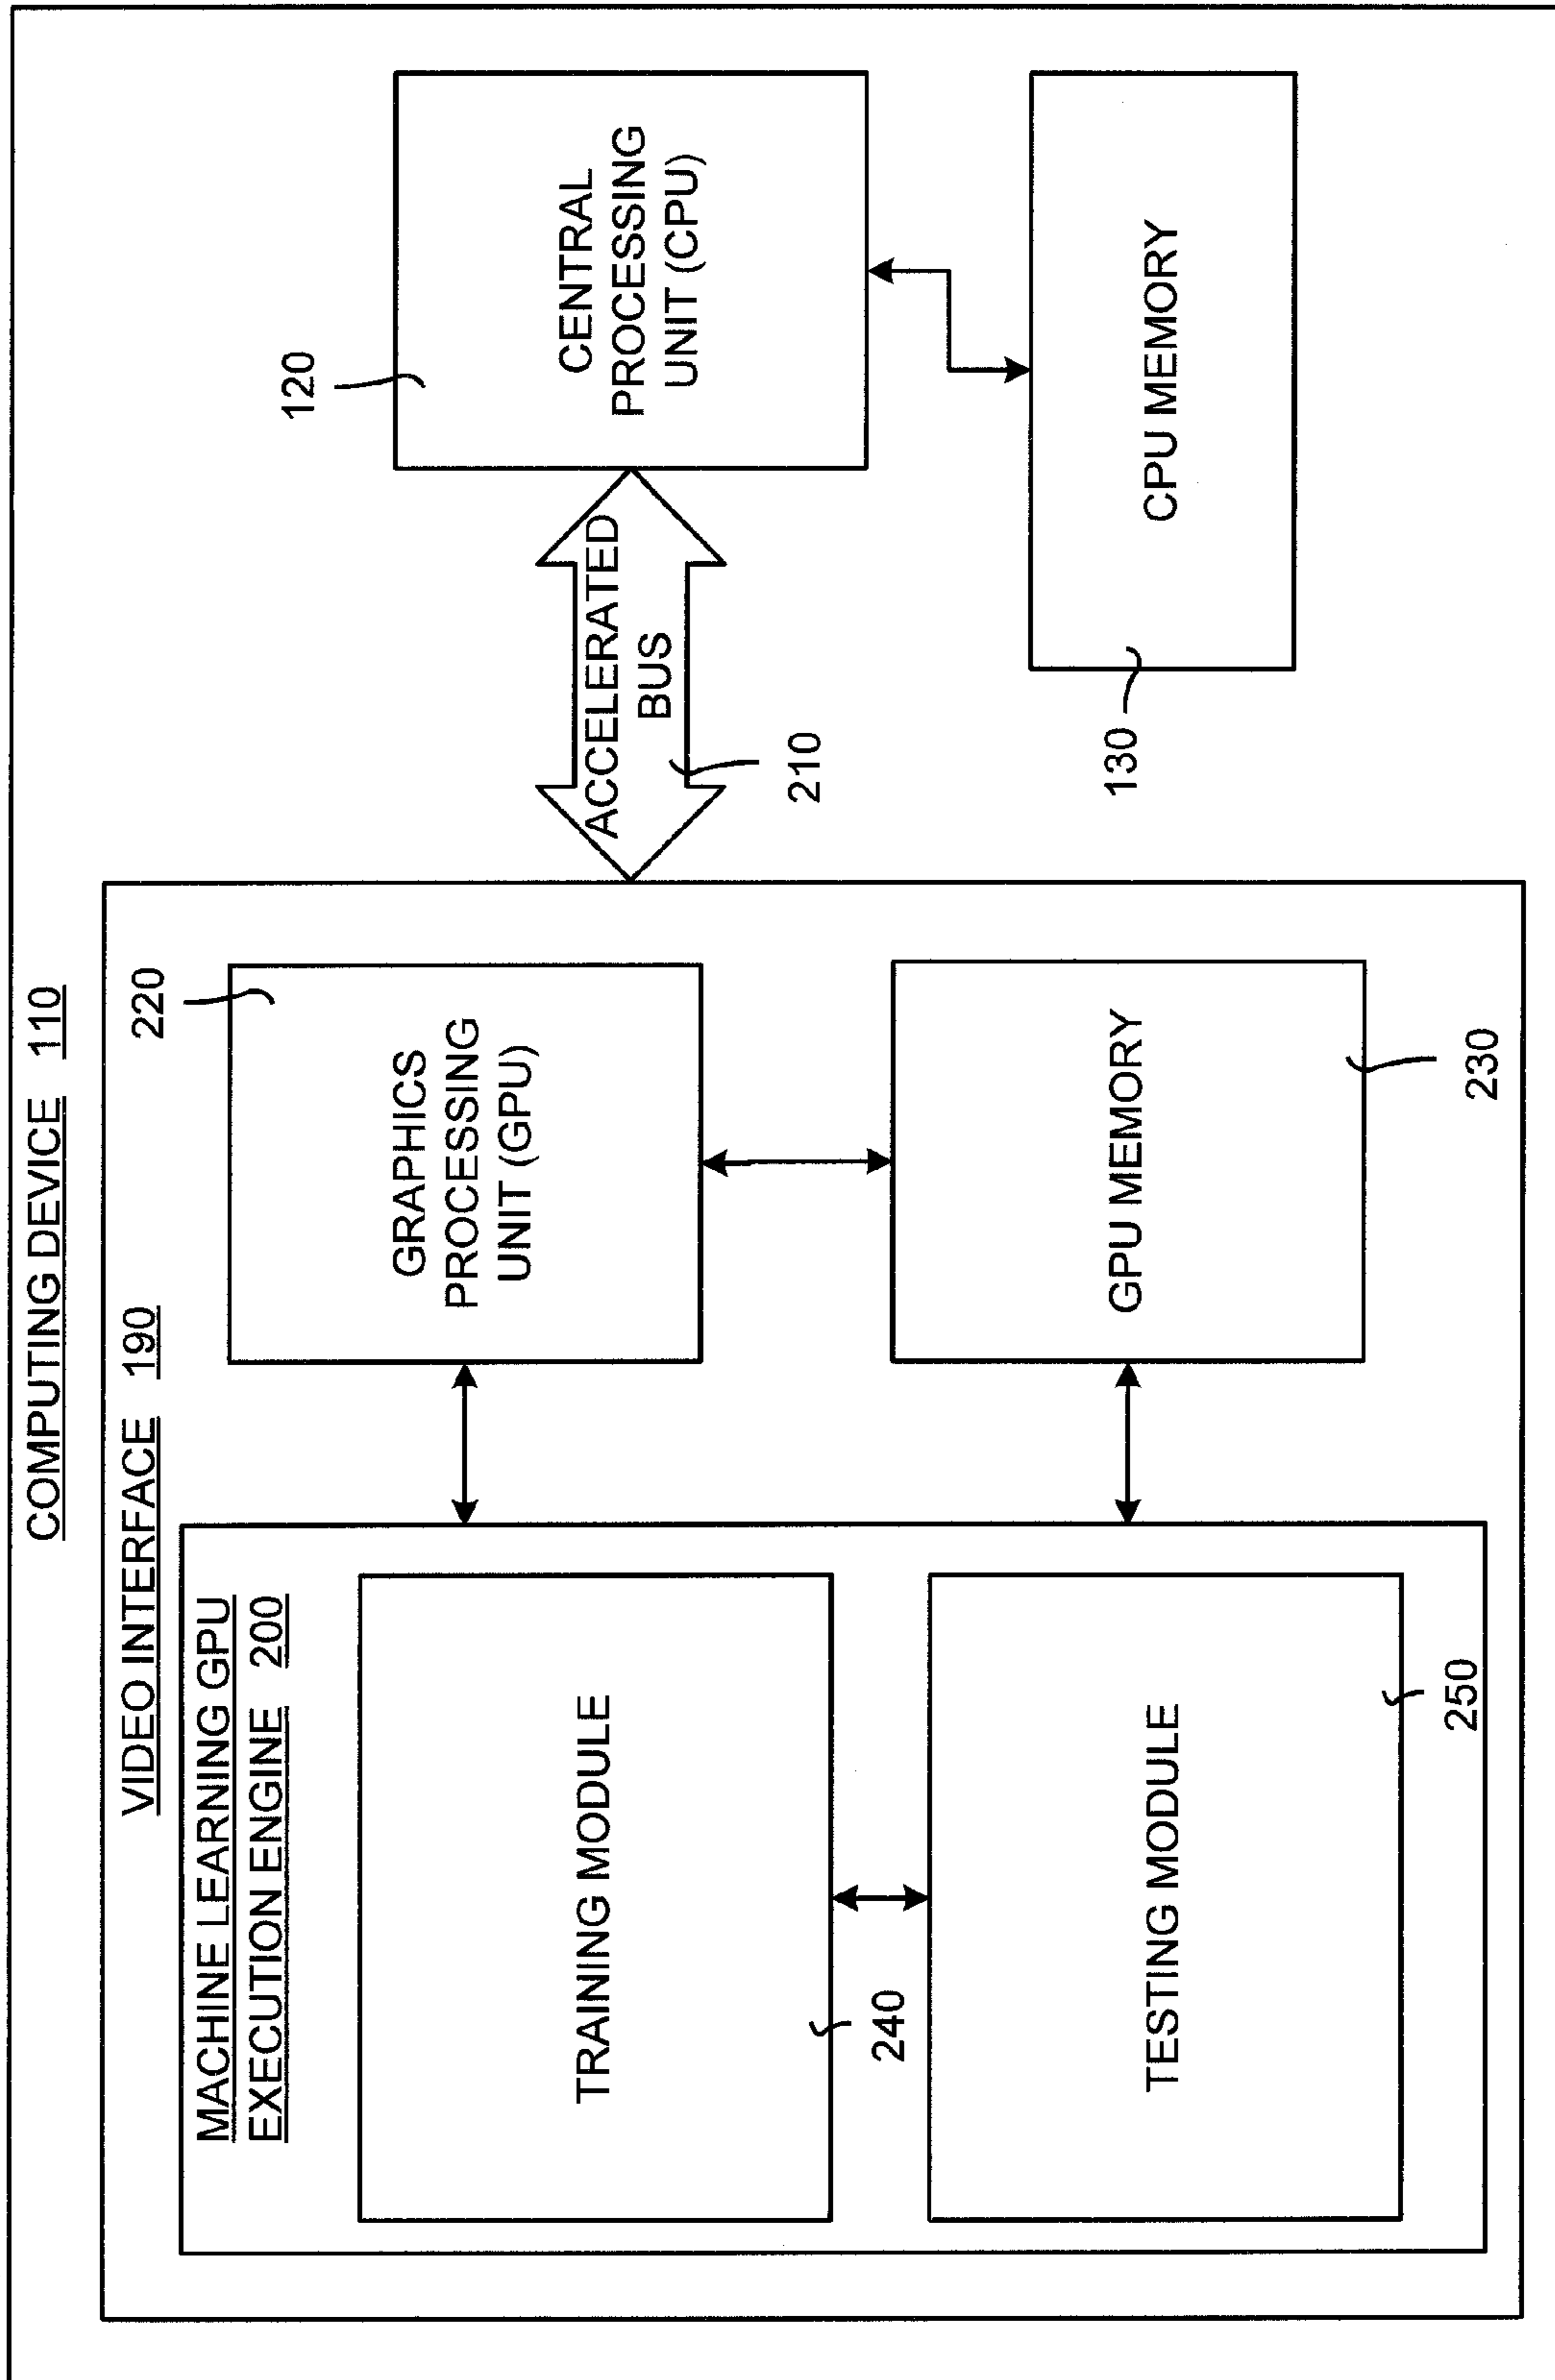 COMPUTING DEVICE 110
VIDEO INTERFACE 190
MACHINE LEARNING GPU
EXECUTION ENGINE 200
TRAINING MODULE
240
TESTING MODULE
250
220
GRAPHICS
PROCESSING
UNIT (GPU)
GPU MEMORY
230
ACCELERATED
BUS
210
120
CENTRAL
PROCESSING
UNIT (CPU)
CPU MEMORY
130